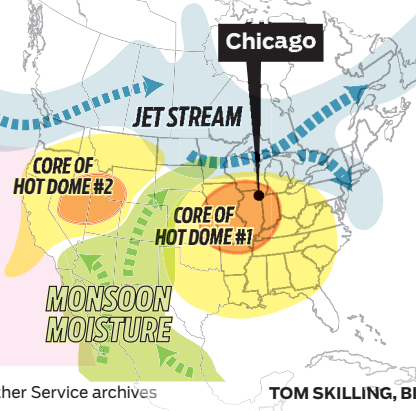 Chicago
JET STREAM
CORE OF
HOT DOME #2
CORE OF
HOT DOME #1
MONSOON
MOISTURE
her Service archives
TOM SKILLING, B